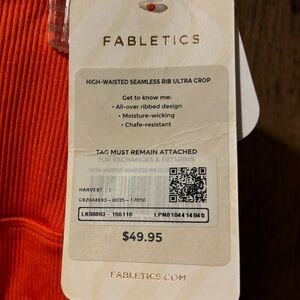 FABLETICS
HIGH-WAISTED SEAMLESS RIB ULTRA CROP
Get to know me:
• All-over ribbed design
• Moisture-wicking
• Chafe-resistant
TAG MUST REMAIN ATTACHED
FOR EXCHANGES & RETURNS
HARVEST
$49.95
FABLETICS.COM